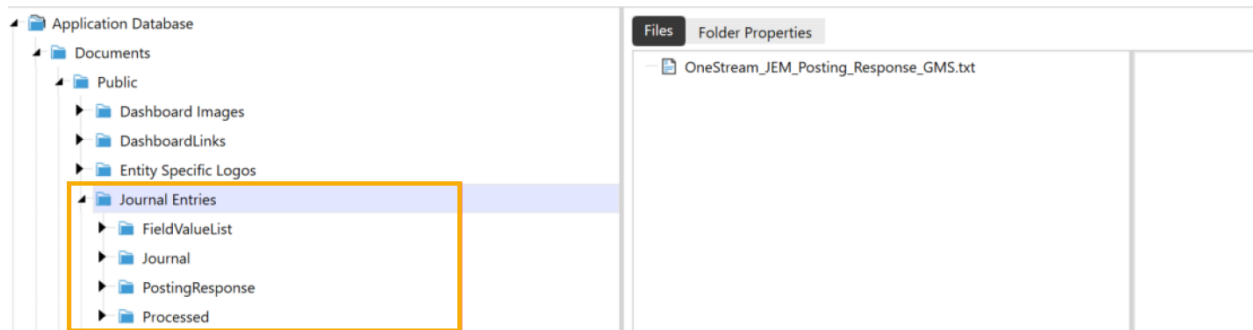 Application Database
Documents
Public
Dashboard Images
DashboardLinks
Entity Specific Logos
Journal Entries
FieldValueList
Journal
PostingResponse
Processed
Files Folder Properties
OneStream_JEM_Posting_Response_GMS.txt